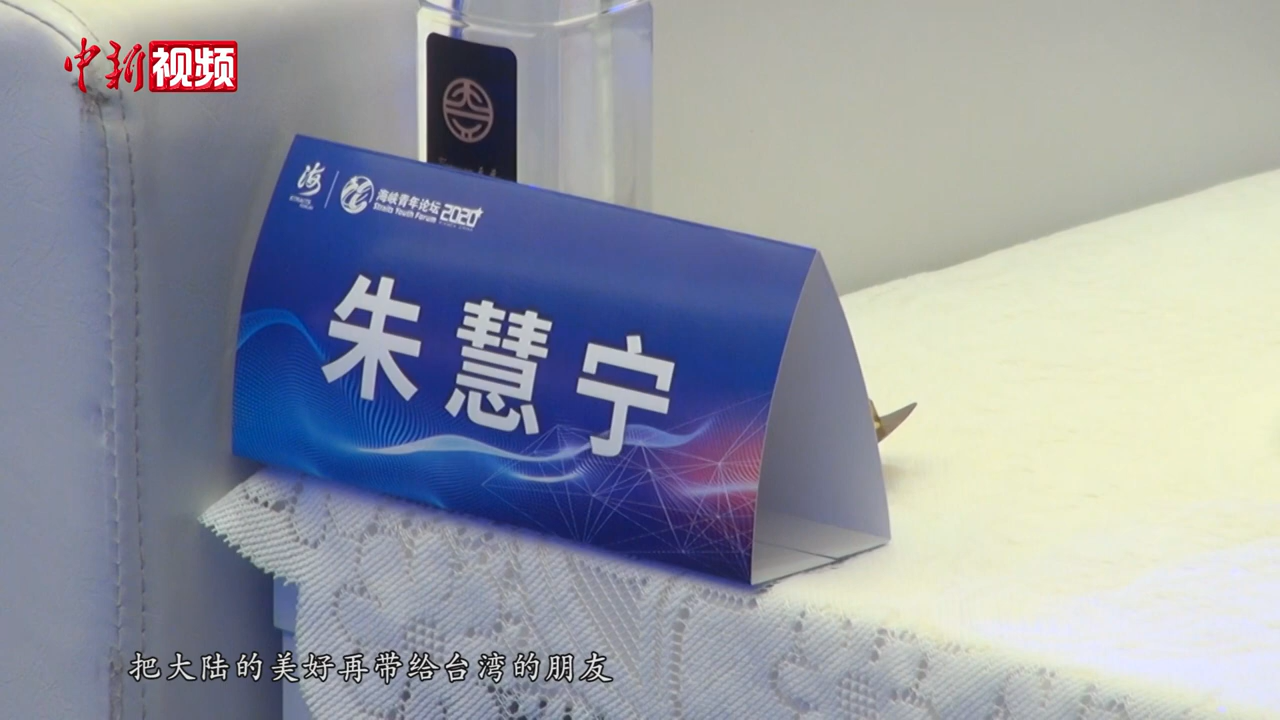 中新视频
海
海峡青年论坛
Straits Youth Forum 2020
朱慧宁
把大陆的美好再带给台湾的朋友